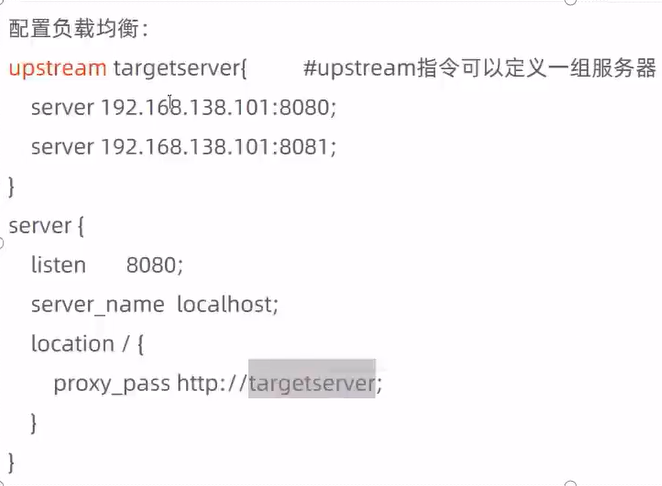 配置负载均衡：
upstream targetserver{ #upstream指令可以定义一组服务器
server 192.168.138.101:8080;
server 192.168.138.101:8081;
}
server {
listen 8080;
server_name localhost;
location / {
proxy_pass http://targetserver;
}
}